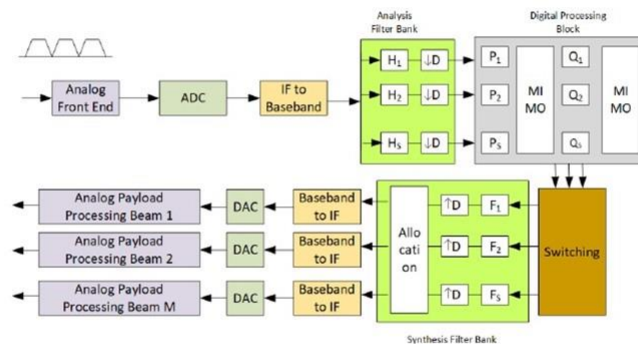 Analysis
Filter Bank
Digital Processing
Block
Analog
Front End
ADC
IF to
Baseband
H1 ↓D
H2 ↓D
HS ↓D
P1
P2
PS
MI
MO
Q1
Q2
QS
MI
MO
Analog Payload
Processing Beam 1
DAC
Baseband
to IF
Analog Payload
Processing Beam 2
DAC
Baseband
to IF
Analog Payload
Processing Beam M
DAC
Baseband
to IF
Alloc
cati
on
↑D F1
↑D F2
↑D FS
Switching
Synthesis Filter Bank